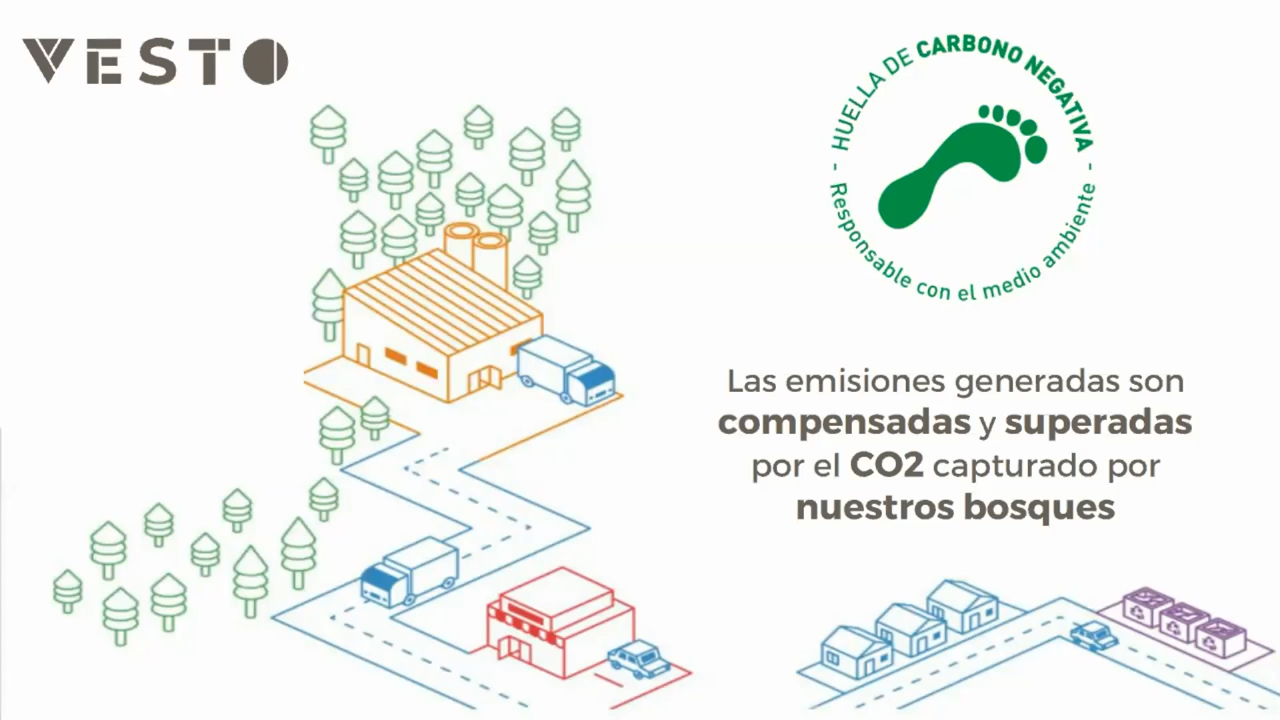 VESTO
- HUELLA DE CARBONO NEGATIVA -
Responsable con el medio ambiente
Las emisiones generadas son
compensadas y superadas
por el CO2 capturado por
nuestros bosques